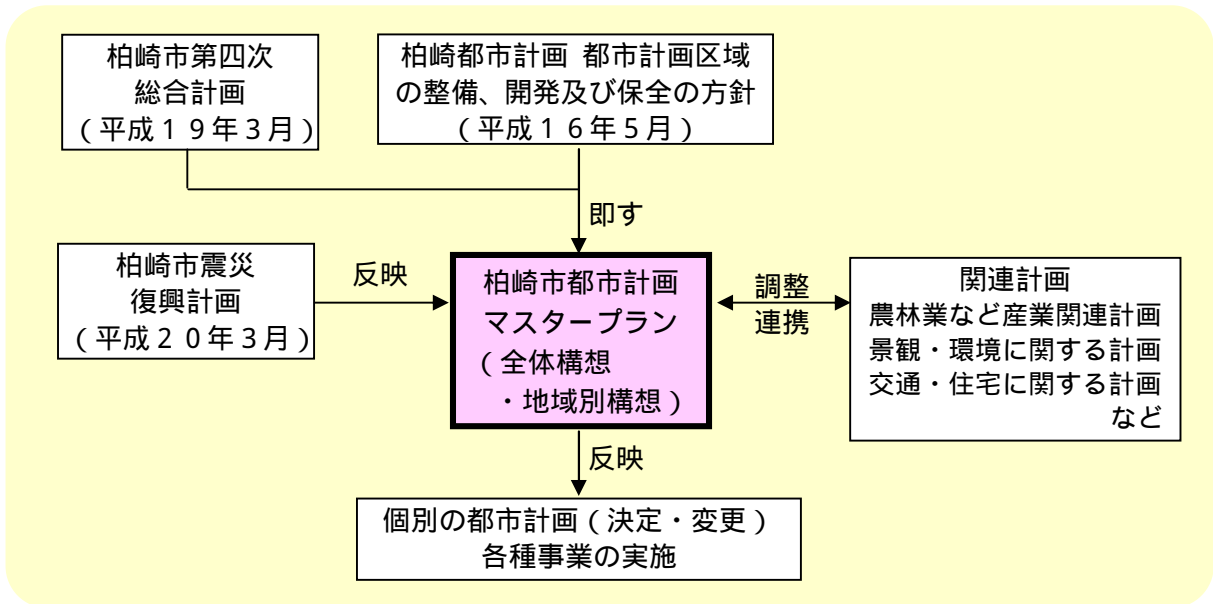 柏崎市第四次
総合計画
(平成19年3月)
柏崎都市計画 都市計画区域
の整備、開発及び保全の方針
(平成16年5月)
即す
柏崎市震災
復興計画
(平成20年3月)
反映
柏崎市都市計画
マスタープラン
(全体構想
・地域別構想)
調整
連携
関連計画
農林業など産業関連計画
景観・環境に関する計画
交通・住宅に関する計画
など
反映
個別の都市計画(決定・変更)
各種事業の実施